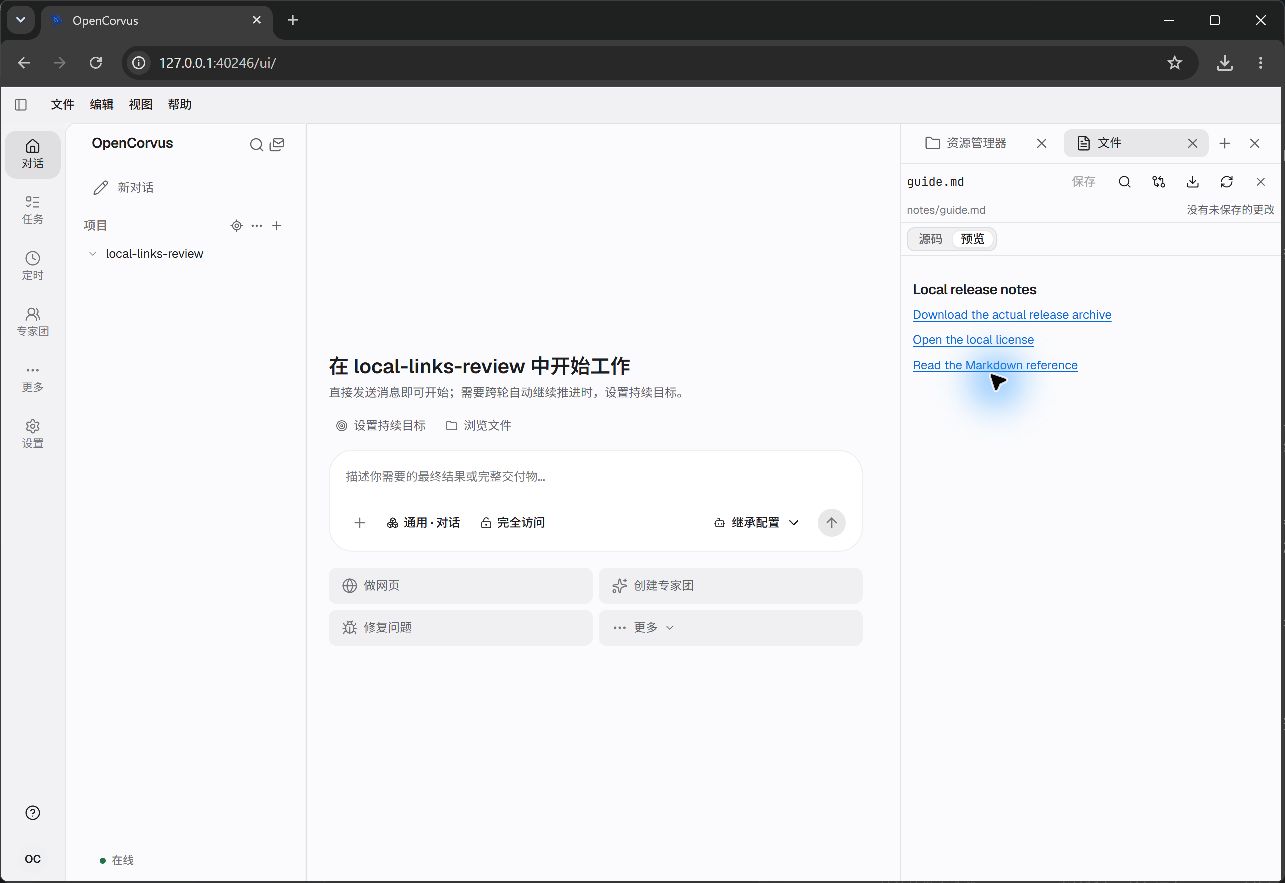 OpenCorvus
127.0.0.1:40246/ui/
文件 编辑 视图 帮助
对话
任务
定时
专家团
更多
设置
OC
OpenCorvus
新对话
项目
local-links-review
在线
在 local-links-review 中开始工作
直接发送消息即可开始；需要跨轮自动继续推进时，设置持续目标。
设置持续目标 浏览文件
描述你需要的最终结果或完整交付物...
通用 · 对话 完全访问 继承配置
做网页 创建专家团
修复问题 更多
资源管理器 文件
guide.md 保存
notes/guide.md 没有未保存的更改
源码 预览
Local release notes
Download the actual release archive
Open the local license
Read the Markdown reference